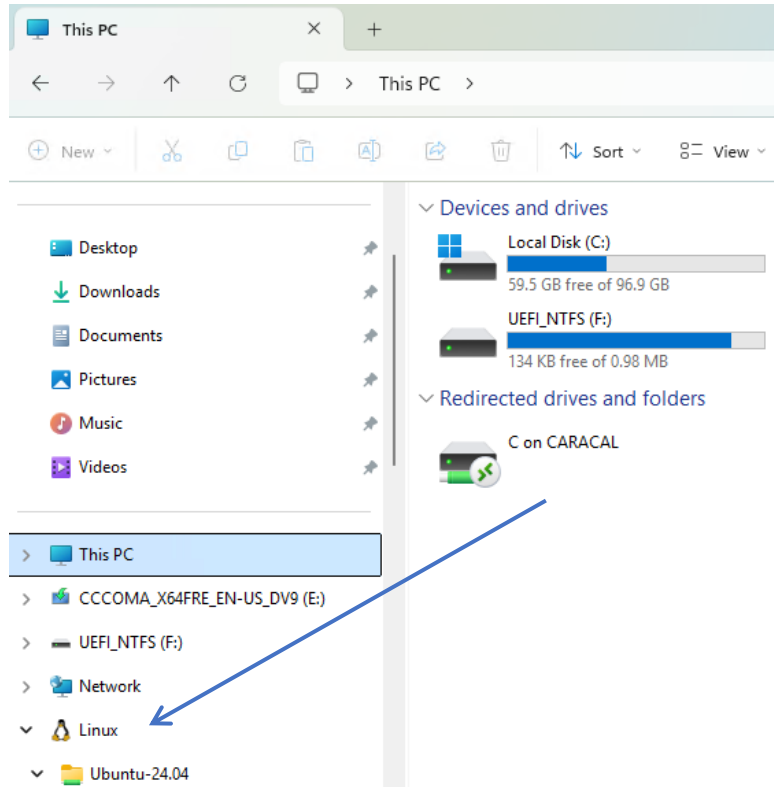 This PC
This PC
New
Sort
View
Desktop
Downloads
Documents
Pictures
Music
Videos
This PC
CCCOMA_X64FRE_EN-US_DV9 (E:)
UEFI_NTFS (F:)
Network
Linux
Ubuntu-24.04
Devices and drives
Local Disk (C:)
59.5 GB free of 96.9 GB
UEFI_NTFS (F:)
134 KB free of 0.98 MB
Redirected drives and folders
C on CARACAL